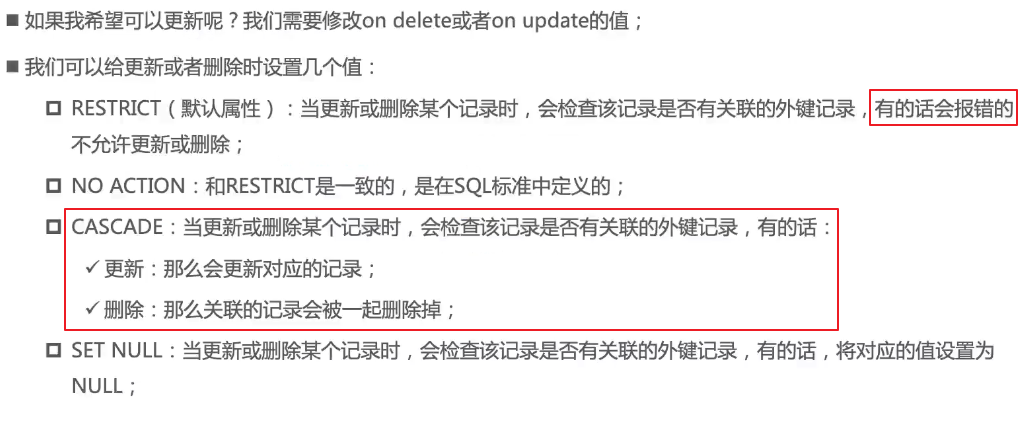 如果我希望可以更新呢？我们需要修改on delete或者on update的值；
我们可以给更新或者删除时设置几个值：
RESTRICT（默认属性）：当更新或删除某个记录时，会检查该记录是否有关联的外键记录，有的话会报错的
不允许更新或删除；
NO ACTION：和RESTRICT是一致的，是在SQL标准中定义的；
CASCADE：当更新或删除某个记录时，会检查该记录是否有关联的外键记录，有的话：
✓ 更新：那么会更新对应的记录；
✓ 删除：那么关联的记录会被一起删除掉；
SET NULL：当更新或删除某个记录时，会检查该记录是否有关联的外键记录，有的话，将对应的值设置为
NULL；